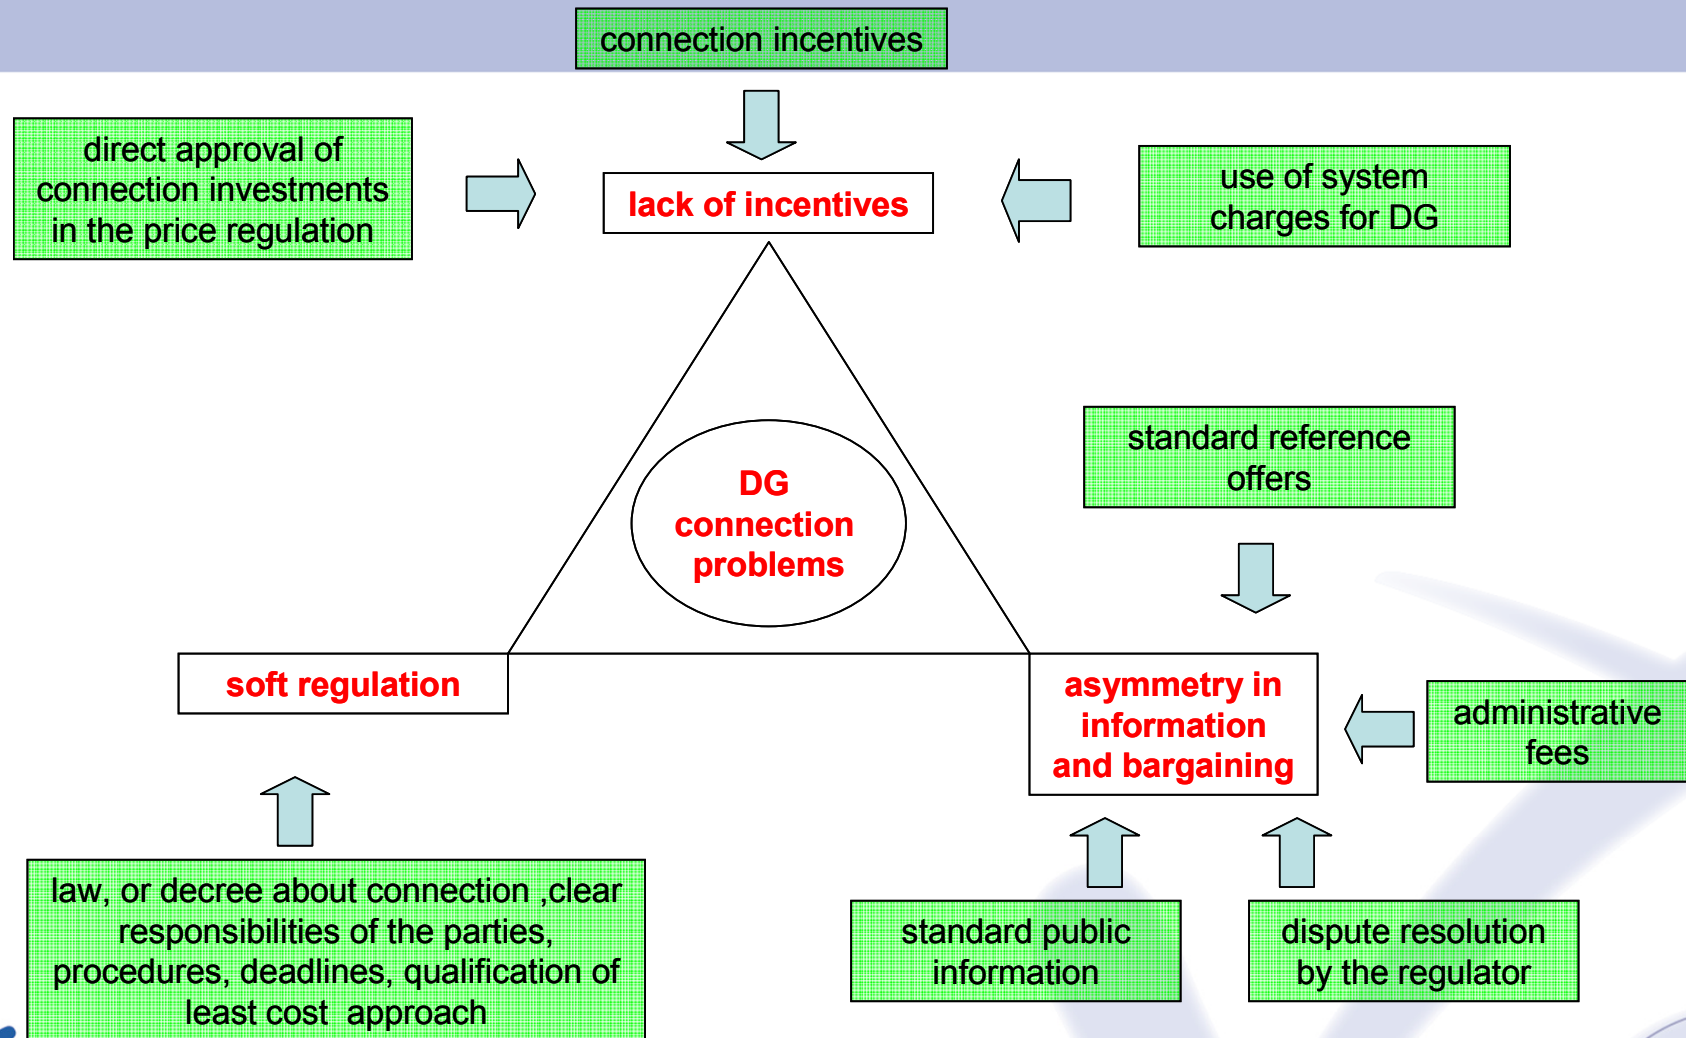 connection incentives
direct approval of
connection investments
in the price regulation
lack of incentives
use of system
charges for DG
standard reference
offers
DG
connection
problems
soft regulation
asymmetry in
information
and bargaining
administrative
fees
law, or decree about connection ,clear
responsibilities of the parties,
procedures, deadlines, qualification of
least cost approach
standard public
information
dispute resolution
by the regulator